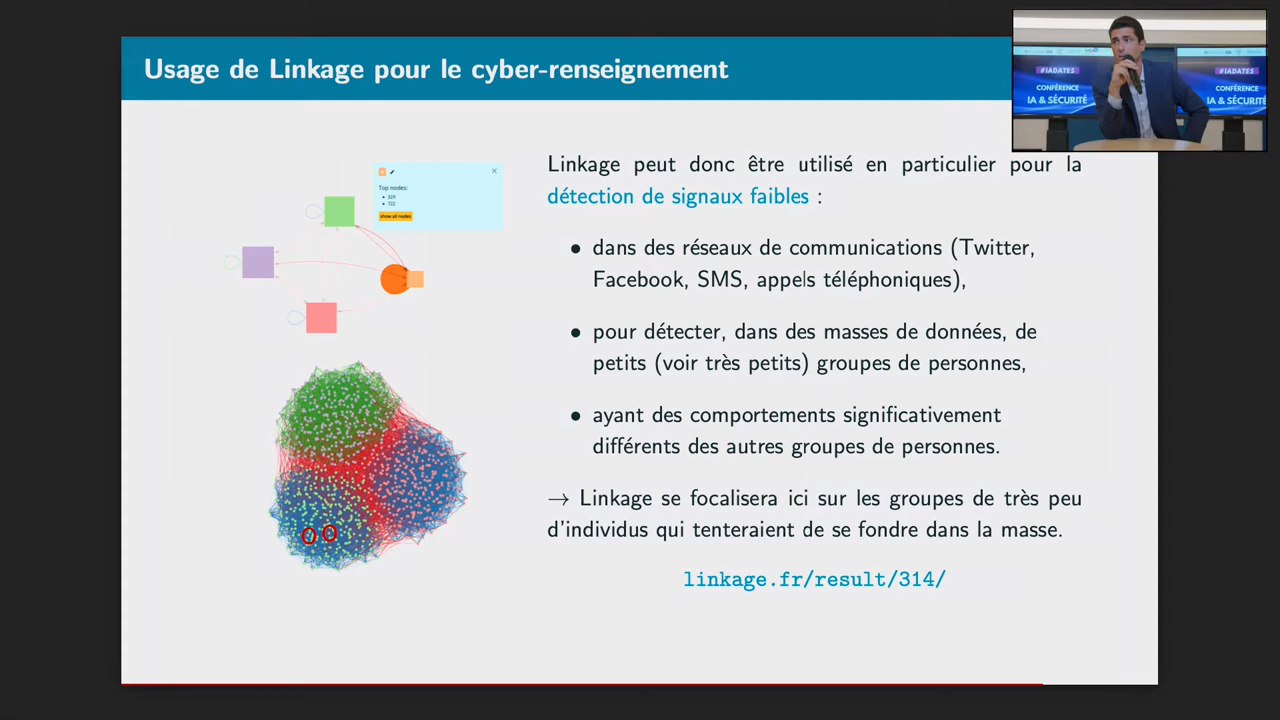 Usage de Linkage pour le cyber-renseignement
#IADATES
CONFÉRENCE
IA & SÉCURITÉ
#IADATES
CONFÉRENCE
IA & SÉCURITÉ
Top nodes:
329
722
show all nodes
Linkage peut donc être utilisé en particulier pour la
détection de signaux faibles :
• dans des réseaux de communications (Twitter,
Facebook, SMS, appels téléphoniques),
• pour détecter, dans des masses de données, de
petits (voir très petits) groupes de personnes,
• ayant des comportements significativement
différents des autres groupes de personnes.
→ Linkage se focalisera ici sur les groupes de très peu
d'individus qui tenteraient de se fondre dans la masse.
linkage.fr/result/314/